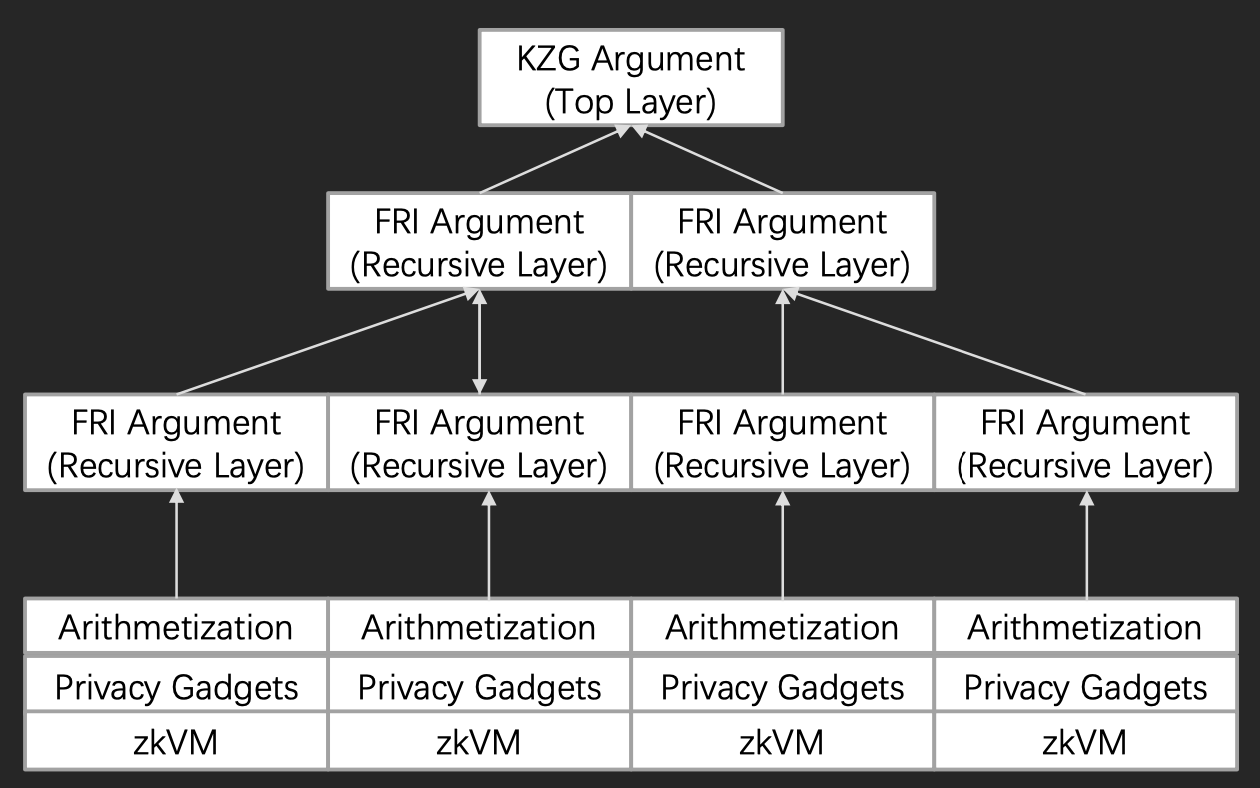 KZG Argument
(Top Layer)
FRI Argument
(Recursive Layer)
FRI Argument
(Recursive Layer)
FRI Argument
(Recursive Layer)
FRI Argument
(Recursive Layer)
FRI Argument
(Recursive Layer)
FRI Argument
(Recursive Layer)
Arithmetization
Arithmetization
Arithmetization
Arithmetization
Privacy Gadgets
Privacy Gadgets
Privacy Gadgets
Privacy Gadgets
zkVM
zkVM
zkVM
zkVM